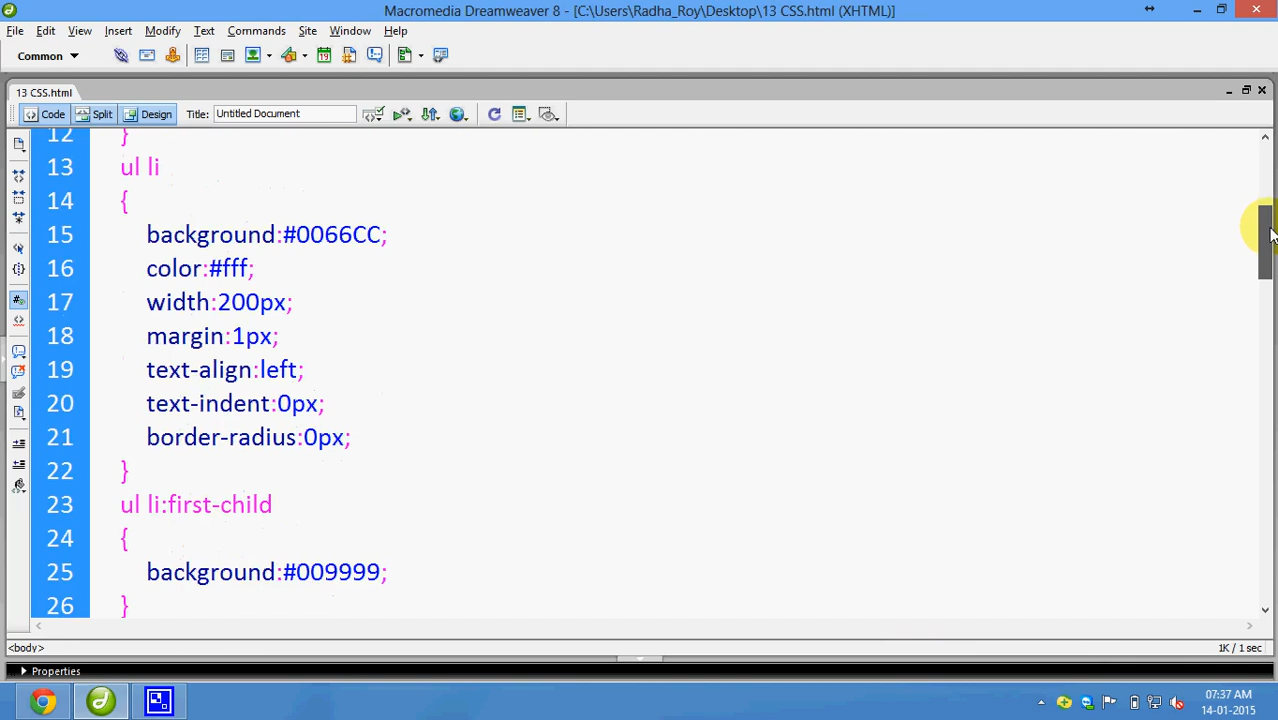 Macromedia Dreamweaver 8 - [C:\Users\Radha_Roy\Desktop\13 CSS.html (XHTML)]
File Edit View Insert Modify Text Commands Site Window Help
Common
13 CSS.html
Code Split Design Title: Untitled Document
12 }
13 ul li
14 {
15 background:#0066CC;
16 color:#fff;
17 width:200px;
18 margin:1px;
19 text-align:left;
20 text-indent:0px;
21 border-radius:0px;
22 }
23 ul li:first-child
24 {
25 background:#009999;
26 }
<body> 1K / 1 sec
Properties
07:37 AM
14-01-2015